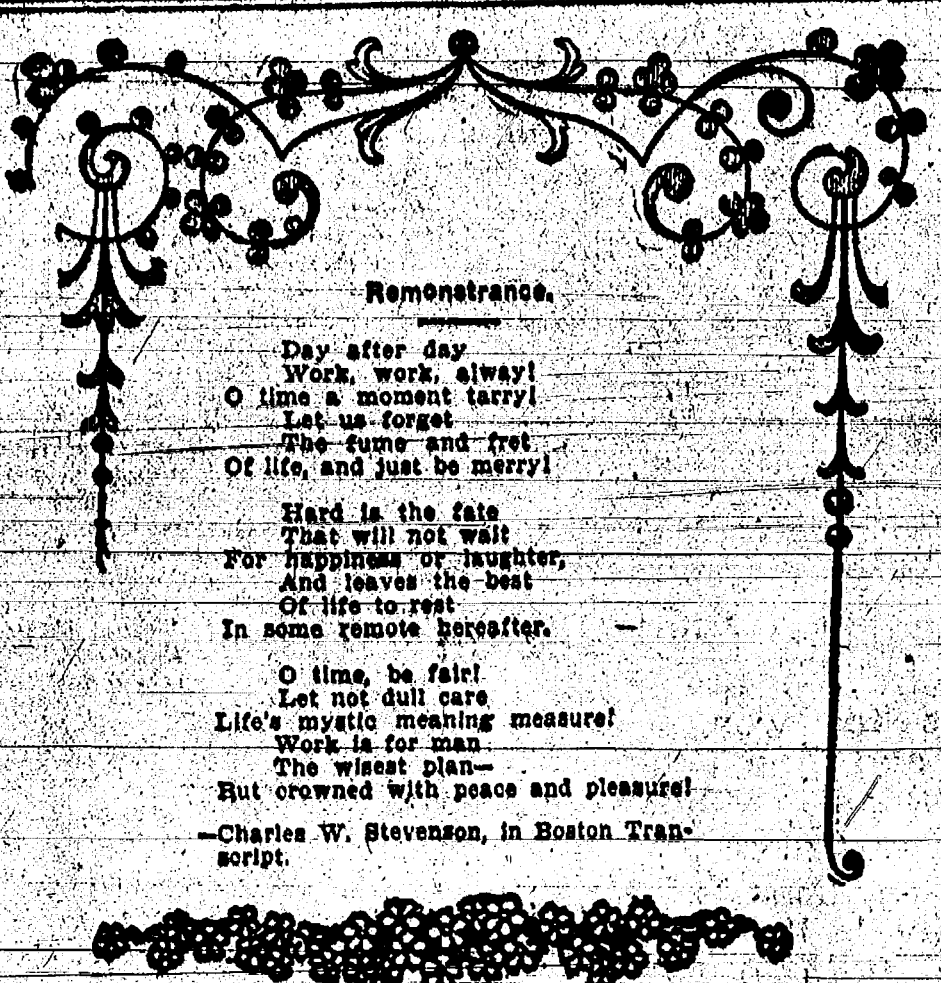 Remonstrance.
Day after day
Work, work, alway!
O time a moment tarry!
Let us forget
The fume and fret
Of life, and just be merry!
Hard is the fate
That will not wait
For happiness or laughter,
And leaves the best
Of life to rest
In some remote hereafter.
O time, be fair!
Let not dull care
Life's mystic meaning measure!
Work is for man
The wisest plan—
But crowned with peace and pleasure!
—Charles W. Stevenson, in Boston Tran-
script.